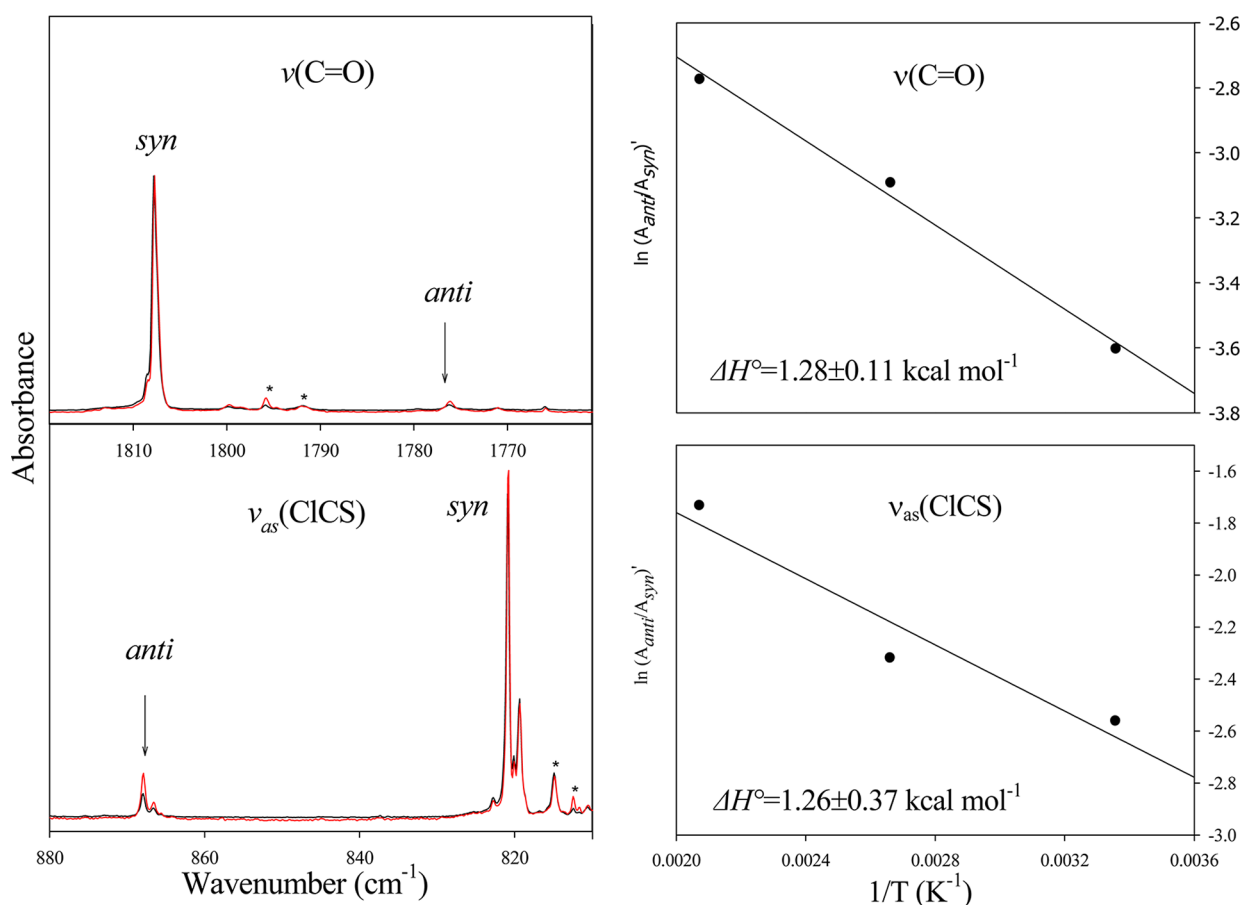 ν(C=O)
syn
anti
*
*
1810
1800
1790
1780
1770
Absorbance
νas(ClCS)
syn
anti
*
*
880
860
840
820
Wavenumber (cm-1)
ν(C=O)
ln (Aanti/Asyn)'
ΔH°=1.28±0.11 kcal mol-1
-2.6
-2.8
-3.0
-3.2
-3.4
-3.6
-3.8
νas(ClCS)
ln (Aanti/Asyn)'
ΔH°=1.26±0.37 kcal mol-1
-1.6
-1.8
-2.0
-2.2
-2.4
-2.6
-2.8
-3.0
0.0020
0.0024
0.0028
0.0032
0.0036
1/T (K-1)